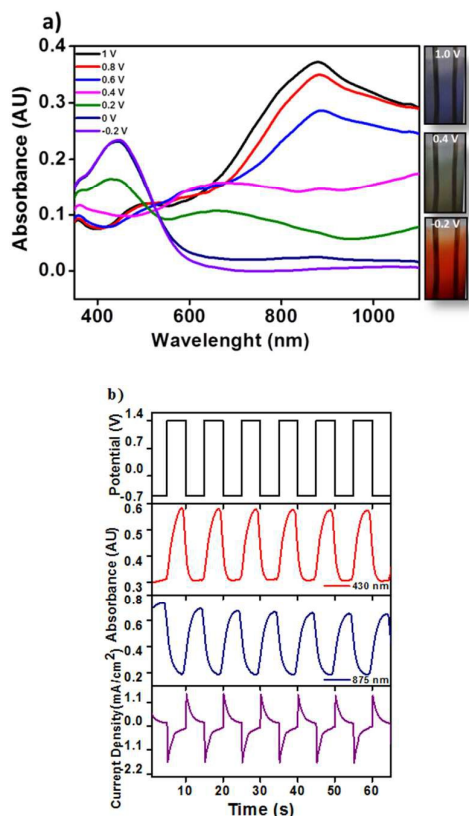 a)
0.4
0.3
0.2
0.1
0.0
Absorbance (AU)
1 V
0.8 V
0.6 V
0.4 V
0.2 V
0 V
-0.2 V
400 600 800 1000
Wavelenght (nm)
1.0 V
0.4 V
-0.2 V
b)
Potential (V)
1.4
0.7
0.0
-0.7
Absorbance (AU)
0.6
0.5
0.4
0.3
430 nm
0.8
0.6
0.4
0.2
875 nm
Current Density (mA/cm²)
1.1
0.0
1.1
2.2
10 20 30 40 50 60
Time (s)